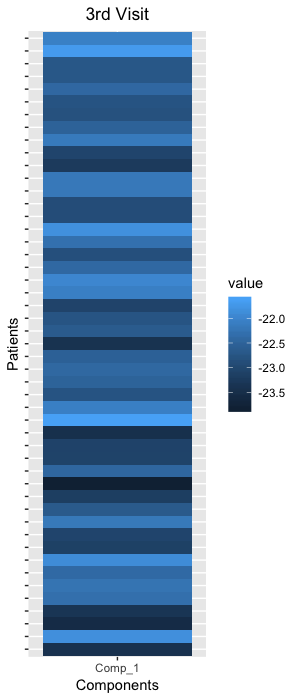 3rd Visit
Patients
value
-22.0
-22.5
-23.0
-23.5
Comp_1
Components